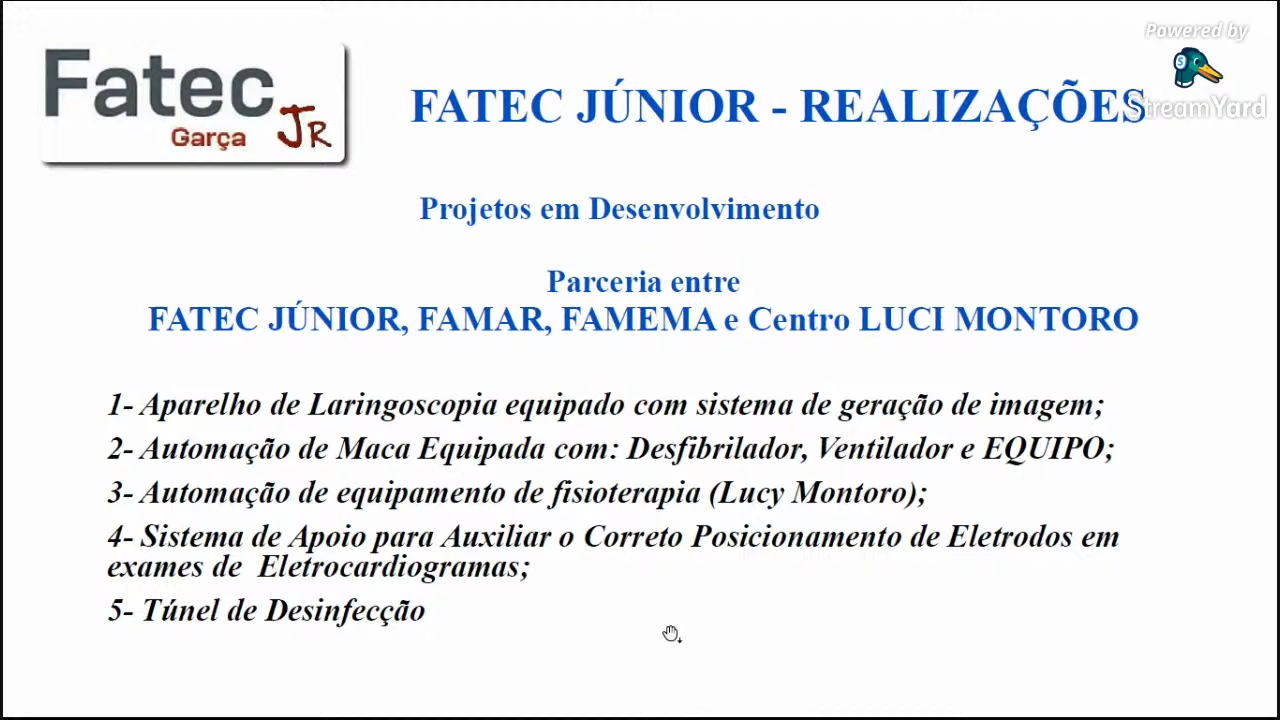 Powered by
StreamYard
Fatec
Garça JR
FATEC JÚNIOR - REALIZAÇÕES
Projetos em Desenvolvimento
Parceria entre
FATEC JÚNIOR, FAMAR, FAMEMA e Centro LUCI MONTORO
1- Aparelho de Laringoscopia equipado com sistema de geração de imagem;
2- Automação de Maca Equipada com: Desfibrilador, Ventilador e EQUIPO;
3- Automação de equipamento de fisioterapia (Lucy Montoro);
4- Sistema de Apoio para Auxiliar o Correto Posicionamento de Eletrodos em
exames de Eletrocardiogramas;
5- Túnel de Desinfecção